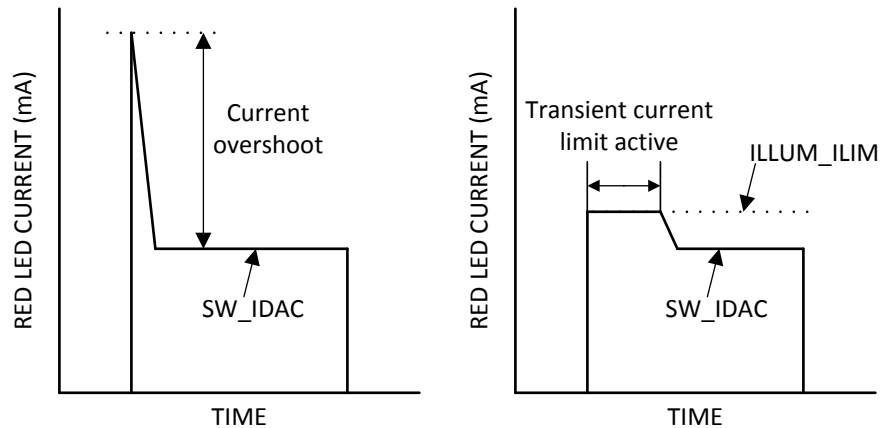 RED LED CURRENT (mA)
Current
overshoot
SW_IDAC
TIME
RED LED CURRENT (mA)
Transient current
limit active
ILLUM_ILIM
SW_IDAC
TIME